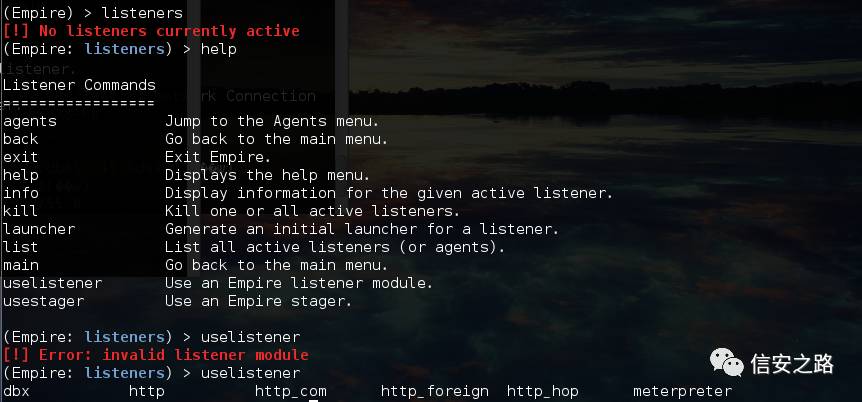 (Empire) > listeners
[!] No listeners currently active
(Empire: listeners) > help
listener.
Listener Commands
rk Connection
=================
agents            Jump to the Agents menu.
back              Go back to the main menu.
exit              Exit Empire.
help              Displays the help menu.
info              Display information for the given active listener.
kill              Kill one or all active listeners.
launcher          Generate an initial launcher for a listener.
list              List all active listeners (or agents).
main              Go back to the main menu.
uselistener       Use an Empire listener module.
usestager         Use an Empire stager.
(Empire: listeners) > uselistener
[!] Error: invalid listener module
(Empire: listeners) > uselistener
dbx           http          http_com      http_foreign  http_hop      meterpreter
信安之路